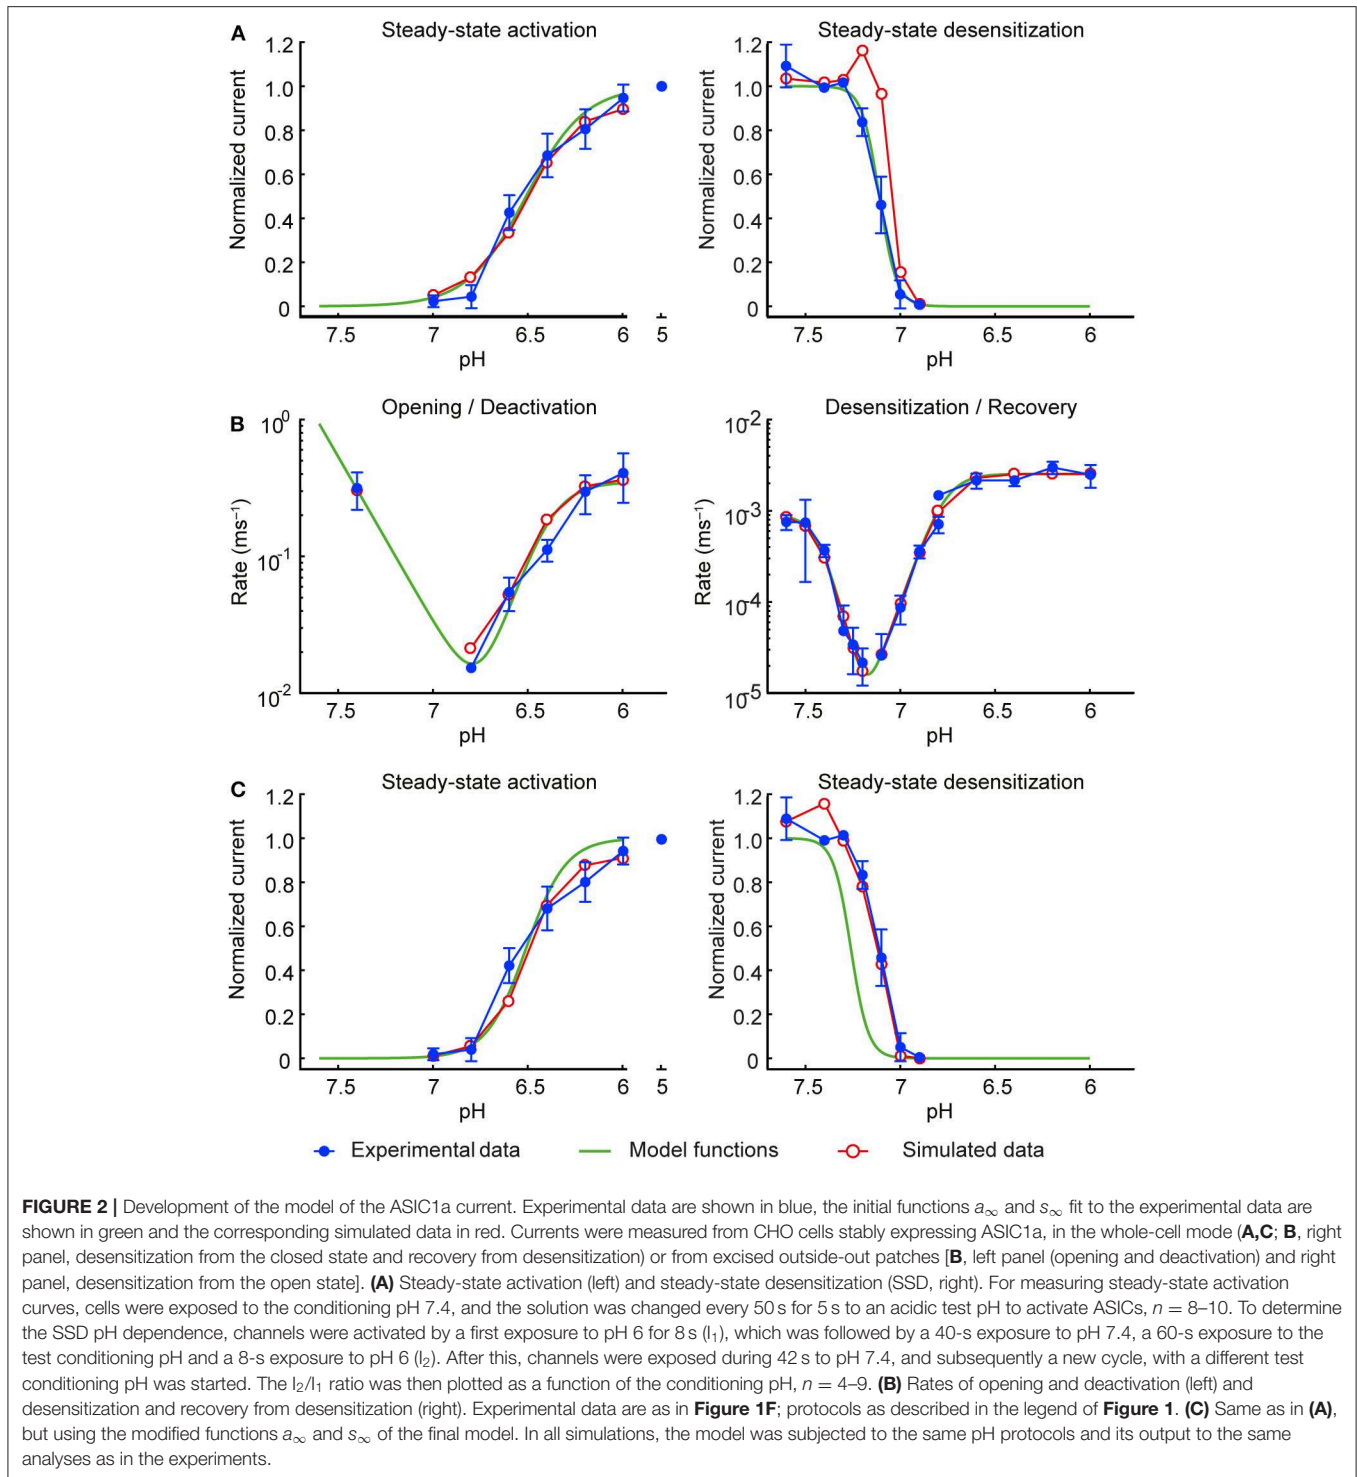 A
Steady-state activation
Steady-state desensitization
1.2
1.0
0.8
0.6
0.4
0.2
0
Normalized current
7.5
7
6.5
6
5
pH
1.2
1.0
0.8
0.6
0.4
0.2
0
Normalized current
7.5
7
6.5
6
pH
B
Opening / Deactivation
Desensitization / Recovery
10⁰
10⁻¹
10⁻²
Rate (ms⁻¹)
7.5
7
6.5
6
pH
10⁻²
10⁻³
10⁻⁴
10⁻⁵
Rate (ms⁻¹)
7.5
7
6.5
6
pH
C
Steady-state activation
Steady-state desensitization
1.2
1.0
0.8
0.6
0.4
0.2
0
Normalized current
7.5
7
6.5
6
5
pH
1.2
1.0
0.8
0.6
0.4
0.2
0
Normalized current
7.5
7
6.5
6
pH
Experimental data
Model functions
Simulated data
FIGURE 2 | Development of the model of the ASIC1a current. Experimental data are shown in blue, the initial functions a∞ and s∞ fit to the experimental data are
shown in green and the corresponding simulated data in red. Currents were measured from CHO cells stably expressing ASIC1a, in the whole-cell mode (A,C; B, right
panel, desensitization from the closed state and recovery from desensitization) or from excised outside-out patches [B, left panel (opening and deactivation) and right
panel, desensitization from the open state]. (A) Steady-state activation (left) and steady-state desensitization (SSD, right). For measuring steady-state activation
curves, cells were exposed to the conditioning pH 7.4, and the solution was changed every 50 s for 5 s to an acidic test pH to activate ASICs, n = 8–10. To determine
the SSD pH dependence, channels were activated by a first exposure to pH 6 for 8 s (I₁), which was followed by a 40-s exposure to pH 7.4, a 60-s exposure to the
test conditioning pH and a 8-s exposure to pH 6 (I₂). After this, channels were exposed during 42 s to pH 7.4, and subsequently a new cycle, with a different test
conditioning pH was started. The I₂/I₁ ratio was then plotted as a function of the conditioning pH, n = 4–9. (B) Rates of opening and deactivation (left) and
desensitization and recovery from desensitization (right). Experimental data are as in Figure 1F; protocols as described in the legend of Figure 1. (C) Same as in (A),
but using the modified functions a∞ and s∞ of the final model. In all simulations, the model was subjected to the same pH protocols and its output to the same
analyses as in the experiments.